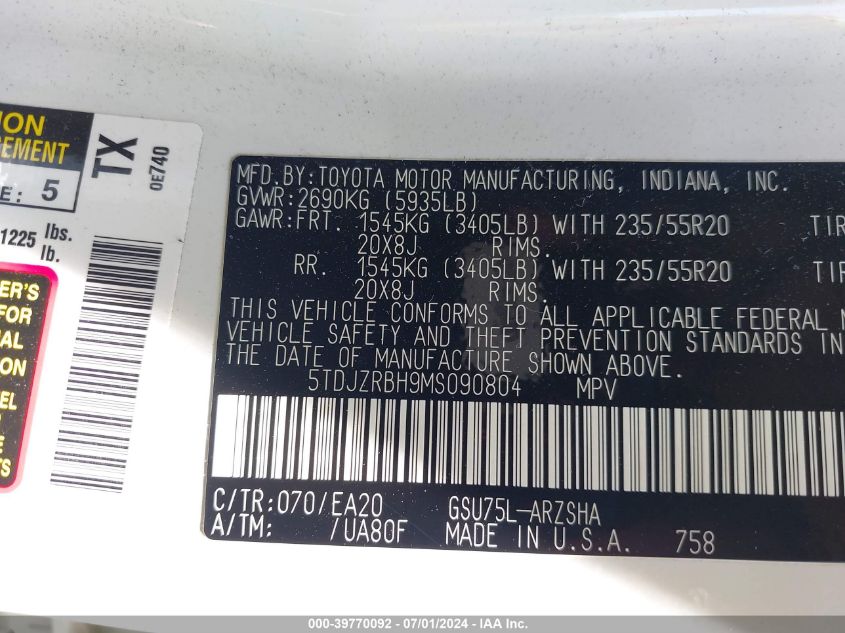 ION
GEMENT
E: 5
1225 lbs.
lb.
TX
0E740
ER'S
FOR
AL
ION
EL
E
TS
MFD.BY:TOYOTA MOTOR MANUFACTURING, INDIANA, INC.
GVWR:2690KG (5935LB)
GAWR:FRT. 1545KG (3405LB) WITH 235/55R20 TIR
20X8J RIMS.
RR. 1545KG (3405LB) WITH 235/55R20 TIR
20X8J RIMS.
THIS VEHICLE CONFORMS TO ALL APPLICABLE FEDERAL M
VEHICLE SAFETY AND THEFT PREVENTION STANDARDS IN
THE DATE OF MANUFACTURE SHOWN ABOVE.
5TDJZRBH9MS090804 MPV
C/TR:070/EA20 GSU75L-ARZSHA
A/TM: /UA80F MADE IN U.S.A. 758
000-39770092 - 07/01/2024 - IAA Inc.